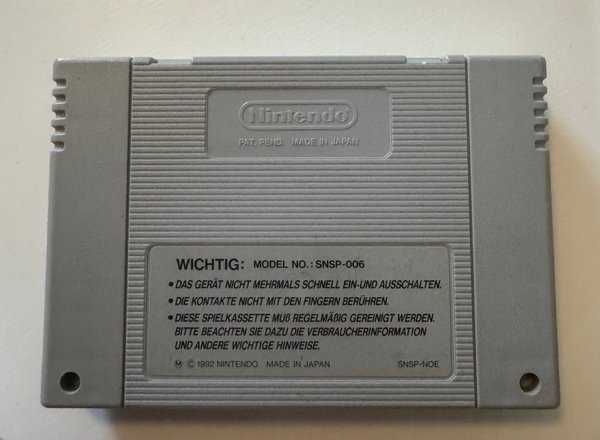 Nintendo
PAT. PEND. MADE IN JAPAN
WICHTIG: MODEL NO.: SNSP-006
• DAS GERÄT NICHT MEHRMALS SCHNELL EIN-UND AUSSCHALTEN.
• DIE KONTAKTE NICHT MIT DEN FINGERN BERÜHREN.
• DIESE SPIELKASSETTE MUß REGELMÄßIG GEREINIGT WERDEN.
BITTE BEACHTEN SIE DAZU DIE VERBRAUCHERINFORMATION
UND ANDERE WICHTIGE HINWEISE.
Ⓜ © 1992 NINTENDO MADE IN JAPAN SNSP-NOE